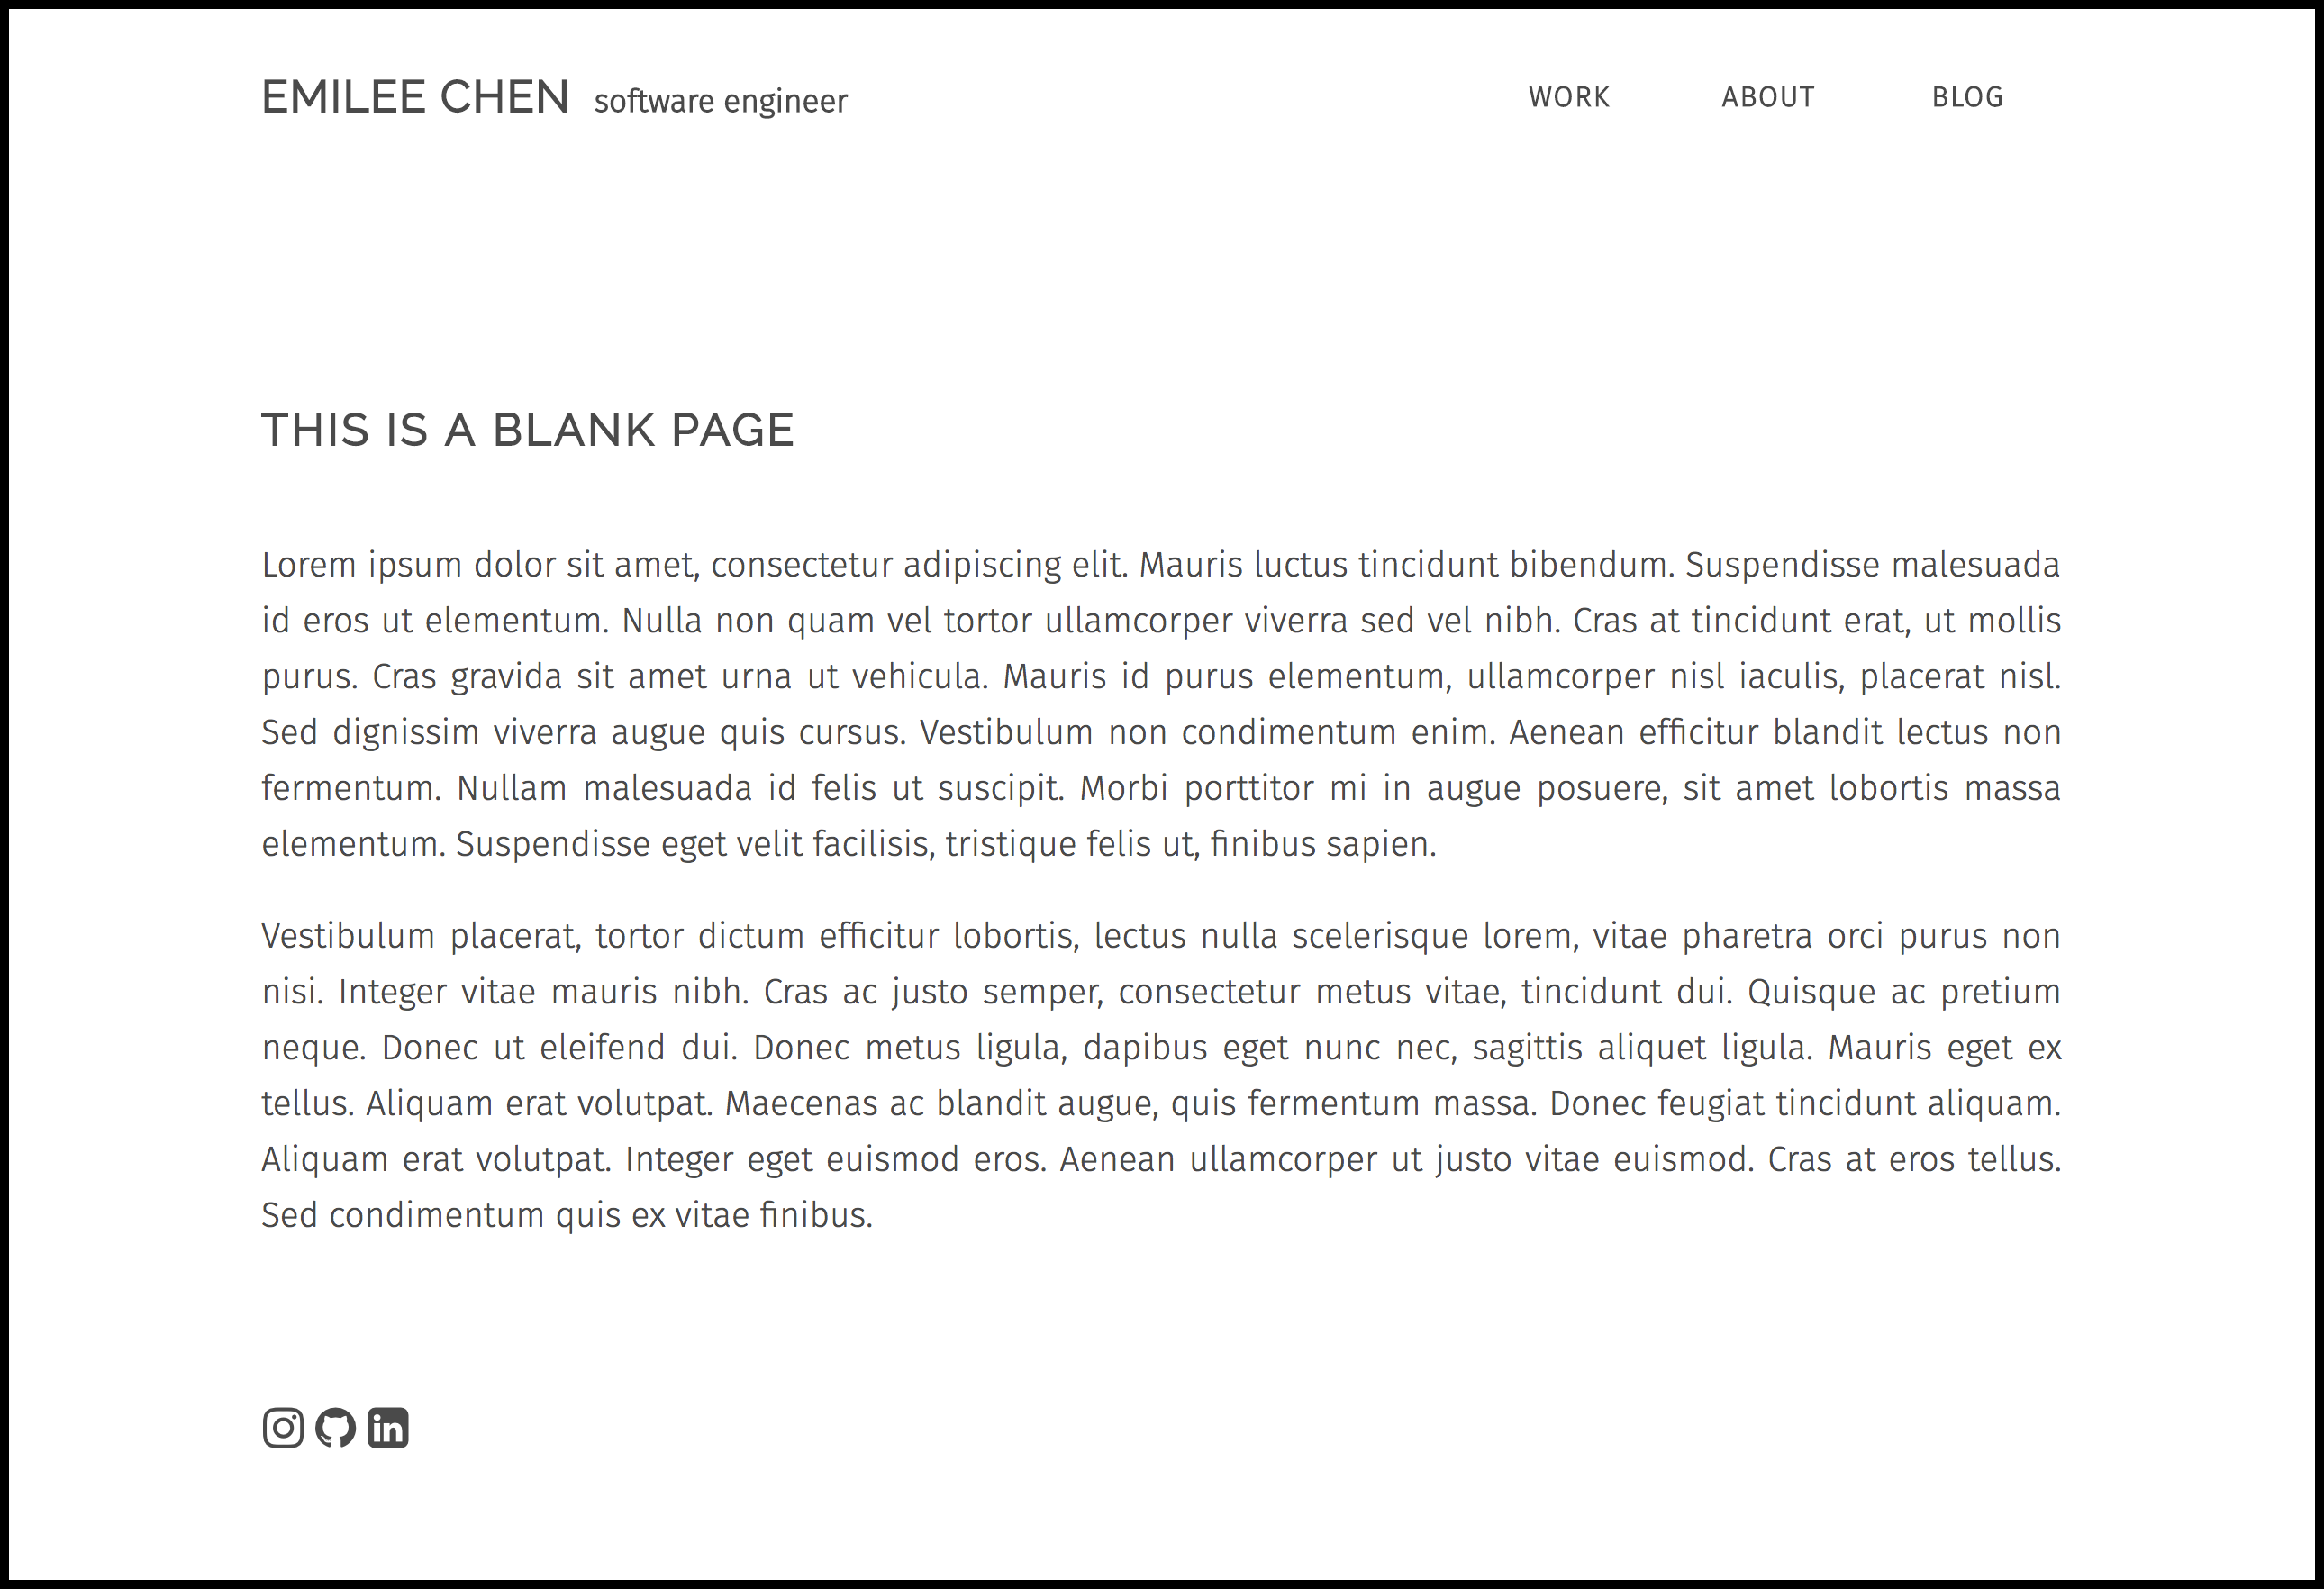 EMILEE CHEN software engineer WORK ABOUT BLOG
THIS IS A BLANK PAGE
Lorem ipsum dolor sit amet, consectetur adipiscing elit. Mauris luctus tincidunt bibendum. Suspendisse malesuada
id eros ut elementum. Nulla non quam vel tortor ullamcorper viverra sed vel nibh. Cras at tincidunt erat, ut mollis
purus. Cras gravida sit amet urna ut vehicula. Mauris id purus elementum, ullamcorper nisl iaculis, placerat nisl.
Sed dignissim viverra augue quis cursus. Vestibulum non condimentum enim. Aenean efficitur blandit lectus non
fermentum. Nullam malesuada id felis ut suscipit. Morbi porttitor mi in augue posuere, sit amet lobortis massa
elementum. Suspendisse eget velit facilisis, tristique felis ut, finibus sapien.
Vestibulum placerat, tortor dictum efficitur lobortis, lectus nulla scelerisque lorem, vitae pharetra orci purus non
nisi. Integer vitae mauris nibh. Cras ac justo semper, consectetur metus vitae, tincidunt dui. Quisque ac pretium
neque. Donec ut eleifend dui. Donec metus ligula, dapibus eget nunc nec, sagittis aliquet ligula. Mauris eget ex
tellus. Aliquam erat volutpat. Maecenas ac blandit augue, quis fermentum massa. Donec feugiat tincidunt aliquam.
Aliquam erat volutpat. Integer eget euismod eros. Aenean ullamcorper ut justo vitae euismod. Cras at eros tellus.
Sed condimentum quis ex vitae finibus.
in